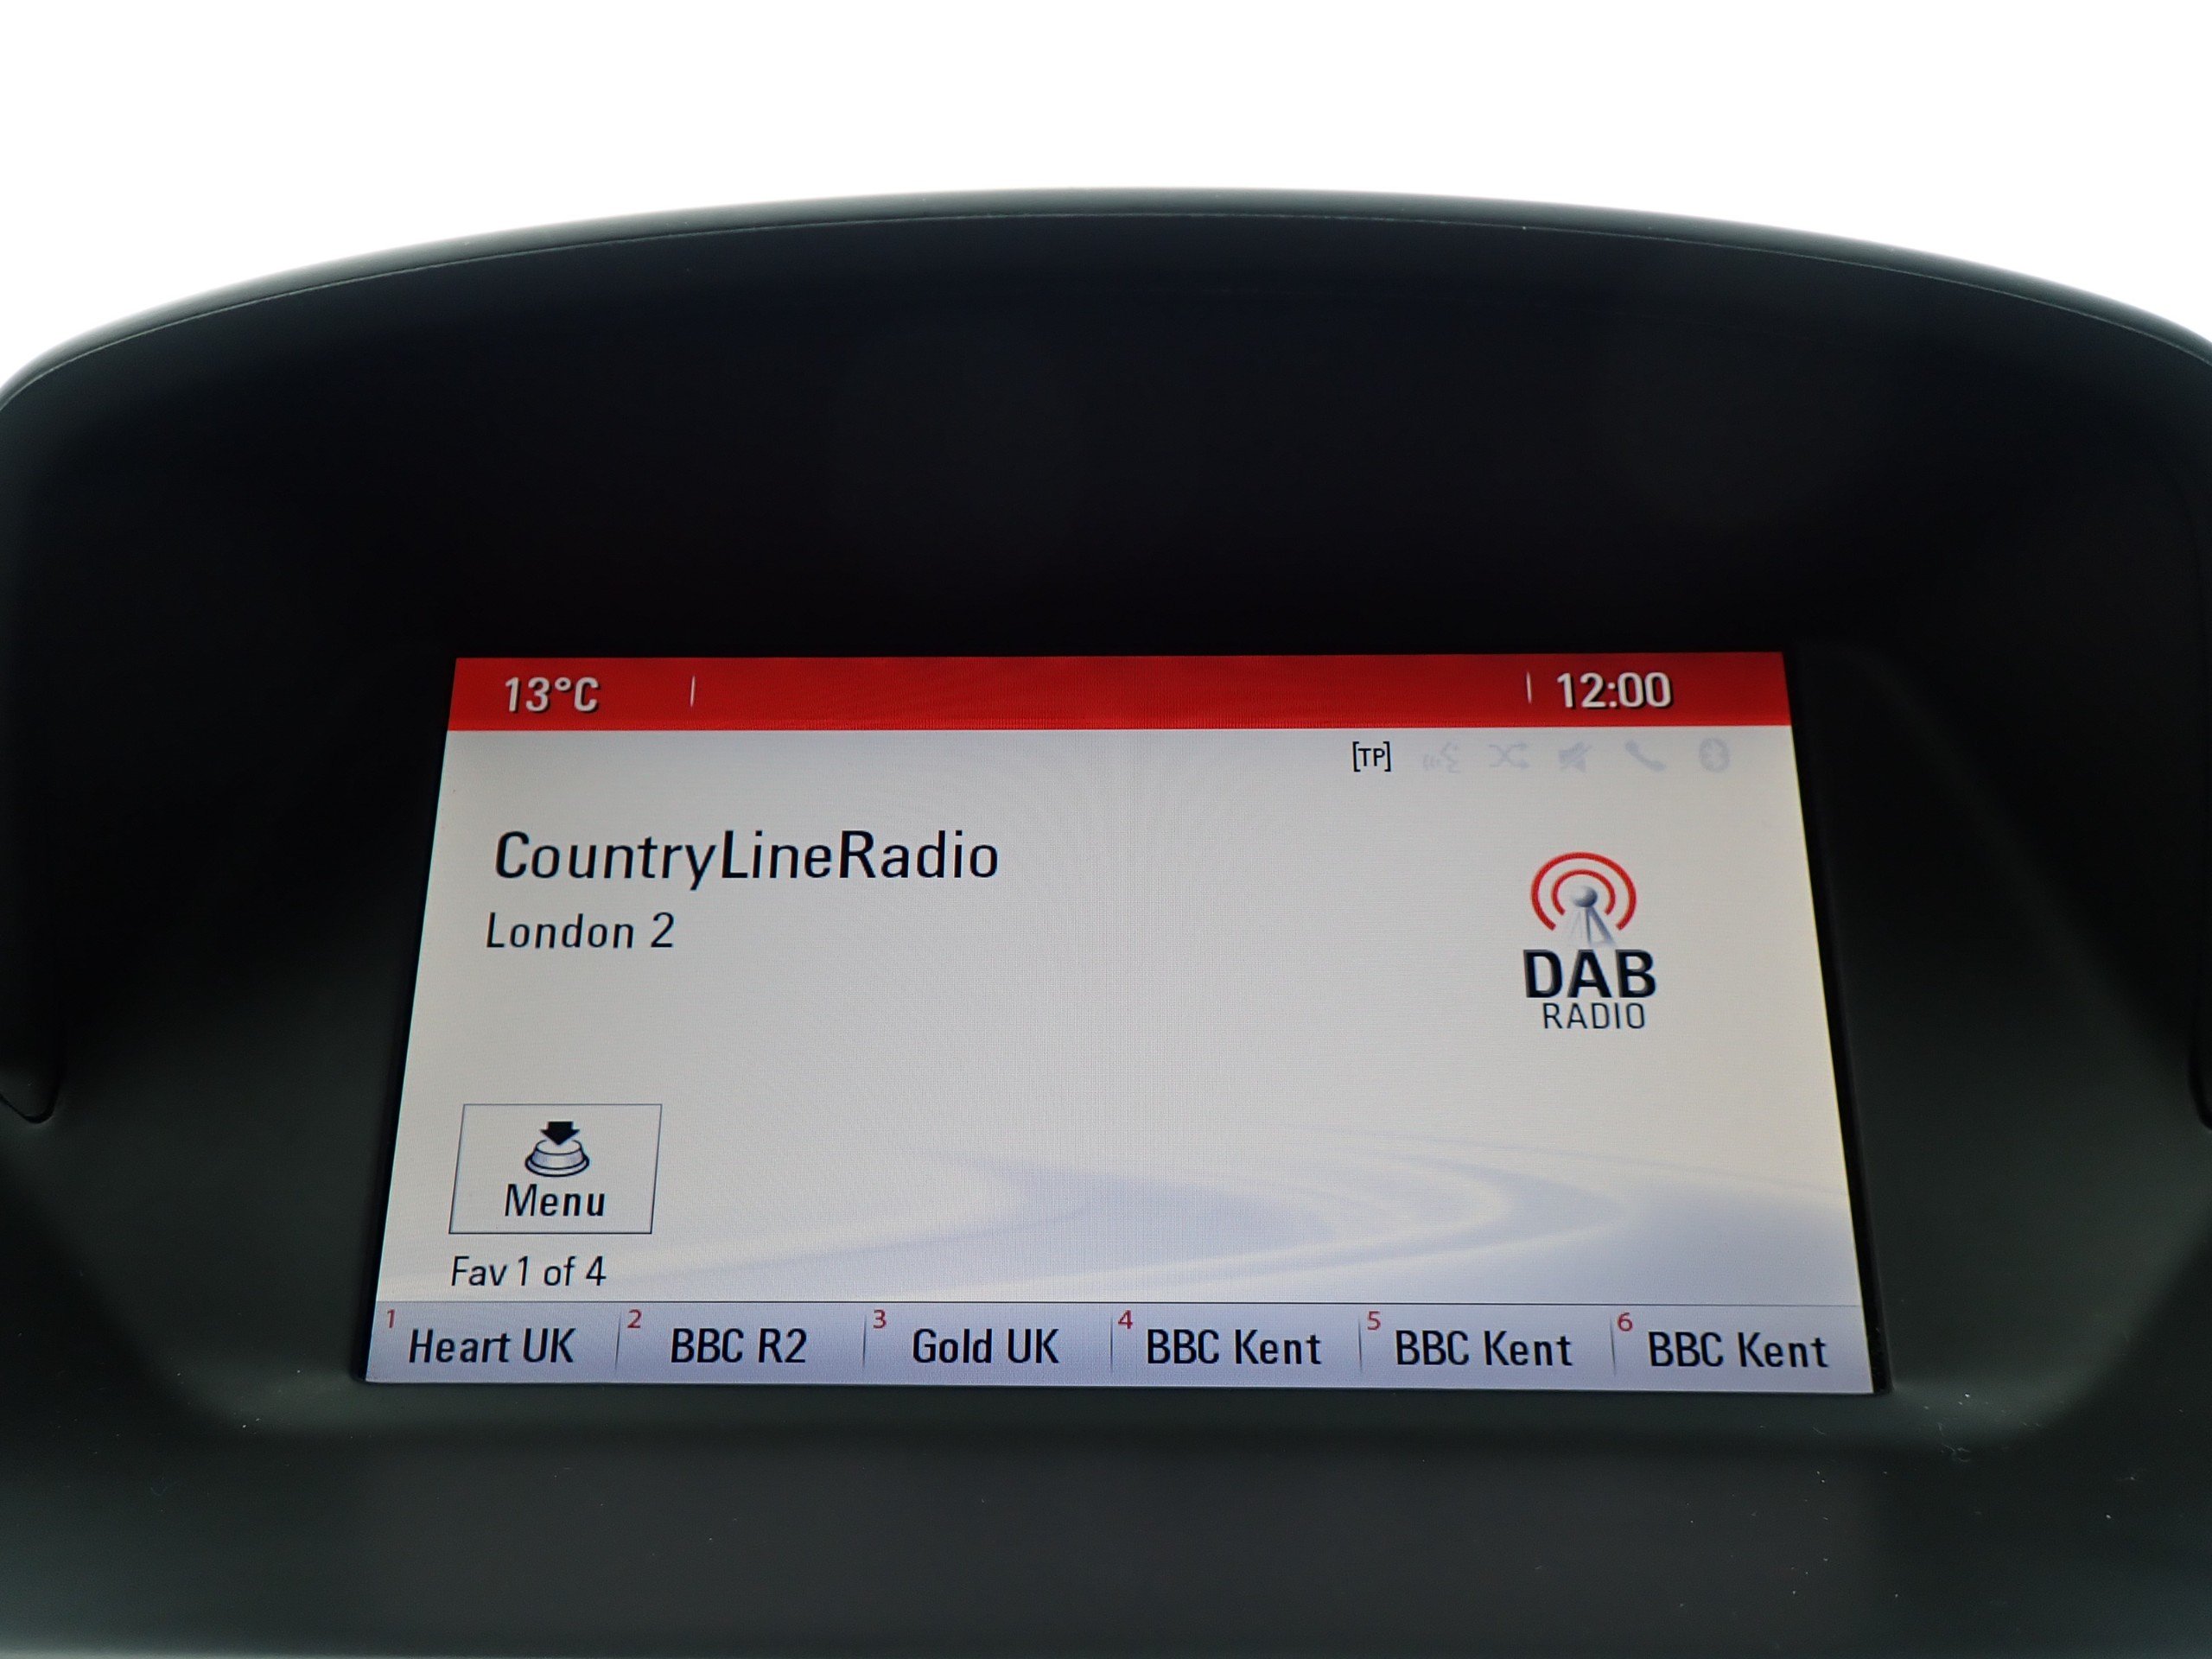 13°C 12:00
[TP]
CountryLineRadio
London 2
DAB
RADIO
Menu
Fav 1 of 4
1 Heart UK 2 BBC R2 3 Gold UK 4 BBC Kent 5 BBC Kent 6 BBC Kent